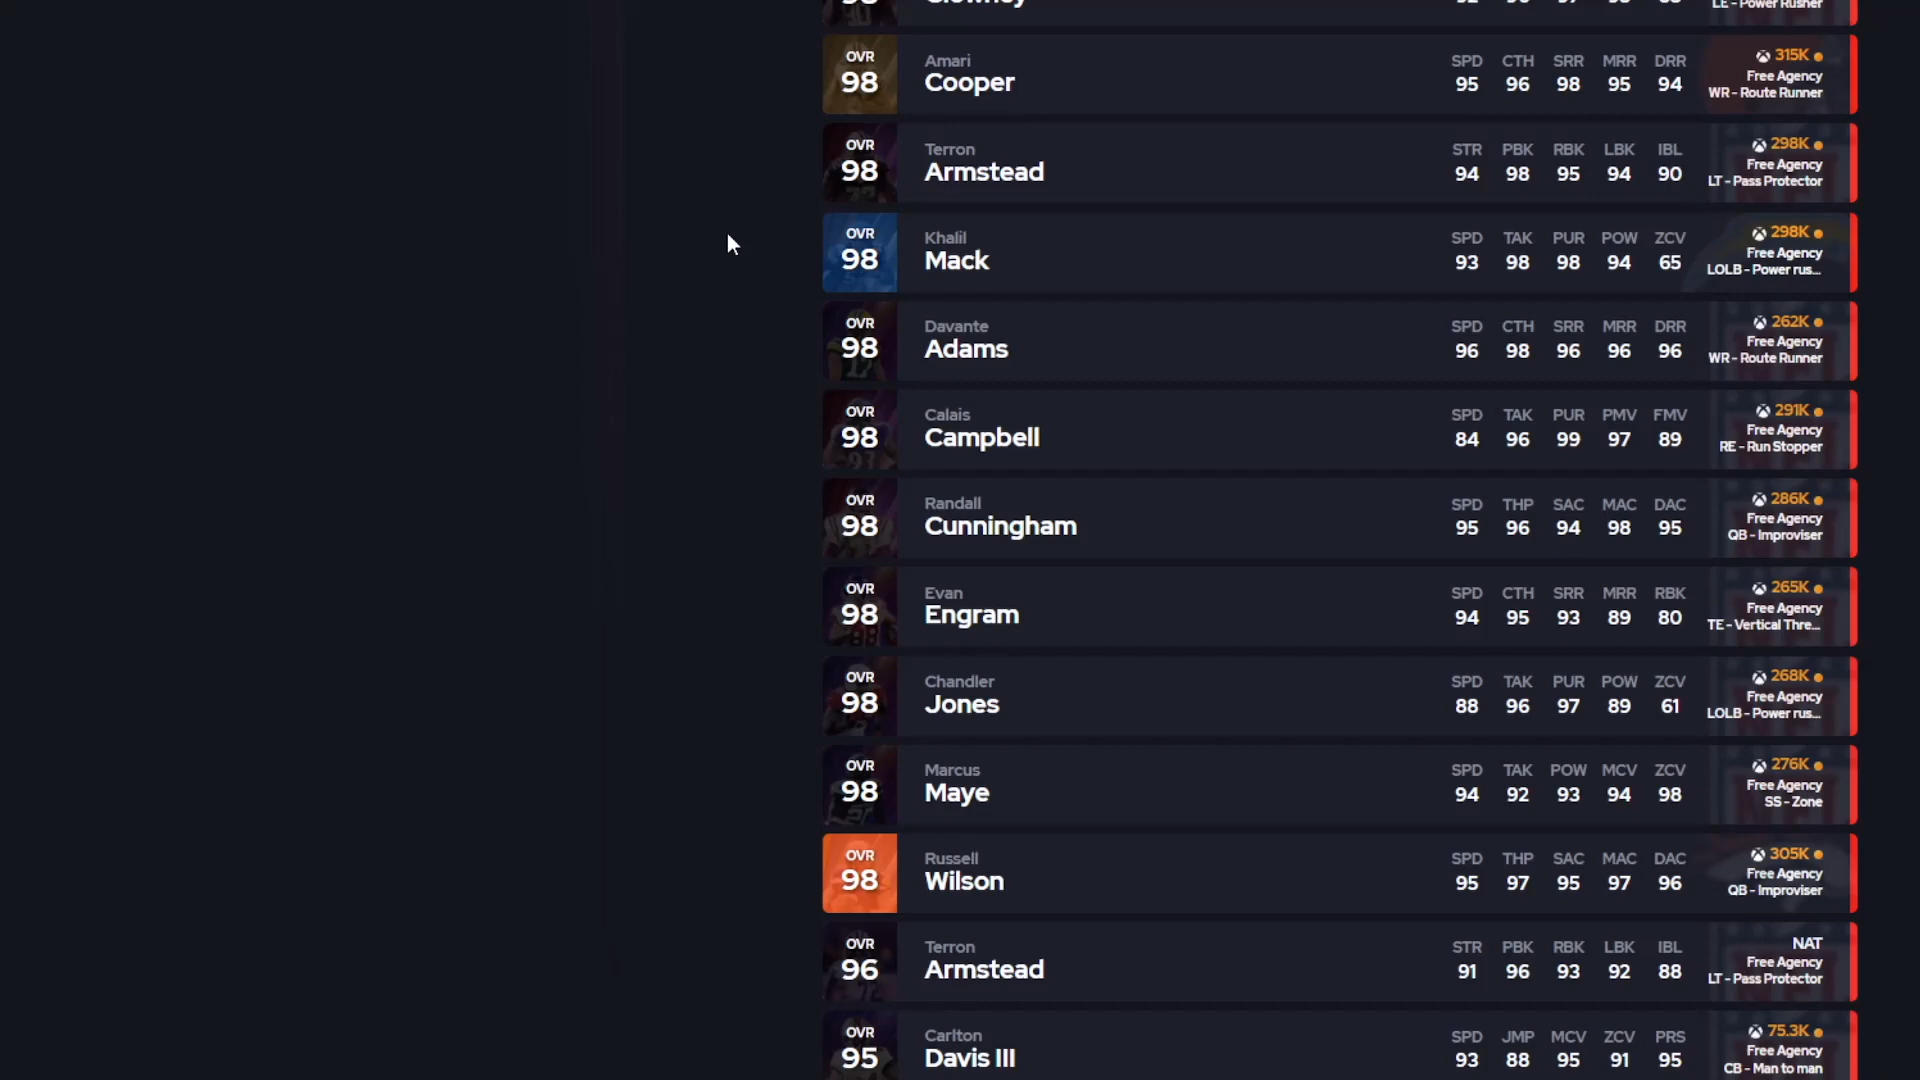 98 Clowney 92 96 97 93 68 LE - Power Rusher
OVR 98 Amari Cooper SPD 95 CTH 96 SRR 98 MRR 95 DRR 94 315K Free Agency WR - Route Runner
OVR 98 Terron Armstead STR 94 PBK 98 RBK 95 LBK 94 IBL 90 298K Free Agency LT - Pass Protector
OVR 98 Khalil Mack SPD 93 TAK 98 PUR 98 POW 94 ZCV 65 298K Free Agency LOLB - Power rus...
OVR 98 Davante Adams SPD 96 CTH 98 SRR 96 MRR 96 DRR 96 262K Free Agency WR - Route Runner
OVR 98 Calais Campbell SPD 84 TAK 96 PUR 99 PMV 97 FMV 89 291K Free Agency RE - Run Stopper
OVR 98 Randall Cunningham SPD 95 THP 96 SAC 94 MAC 98 DAC 95 286K Free Agency QB - Improviser
OVR 98 Evan Engram SPD 94 CTH 95 SRR 93 MRR 89 RBK 80 265K Free Agency TE - Vertical Thre...
OVR 98 Chandler Jones SPD 88 TAK 96 PUR 97 POW 89 ZCV 61 268K Free Agency LOLB - Power rus...
OVR 98 Marcus Maye SPD 94 TAK 92 POW 93 MCV 94 ZCV 98 276K Free Agency SS - Zone
OVR 98 Russell Wilson SPD 95 THP 97 SAC 95 MAC 97 DAC 96 305K Free Agency QB - Improviser
OVR 96 Terron Armstead STR 91 PBK 96 RBK 93 LBK 92 IBL 88 NAT Free Agency LT - Pass Protector
OVR 95 Carlton Davis III SPD 93 JMP 88 MCV 95 ZCV 91 PRS 95 75.3K Free Agency CB - Man to man